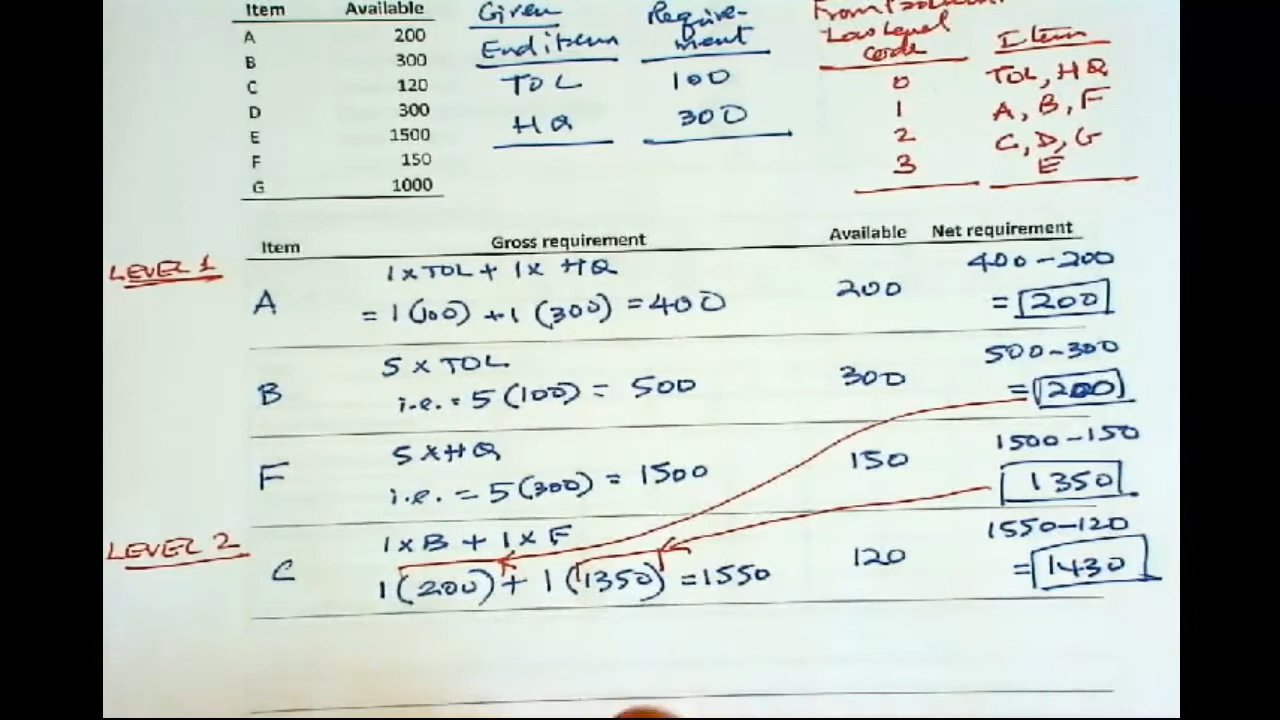 Item Available
A 200
B 300
C 120
D 300
E 1500
F 150
G 1000
Given Require-
End item ment
TOL 100
HQ 300
Low Level
Code Item
0 TOL, HQ
1 A, B, F
2 C, D, G
3 E
Item Gross requirement Available Net requirement
LEVEL 1
A 1 x TOL + 1 x HQ 200 400-200
= 1(100) + 1(300) = 400 = 200
B 5 x TOL 300 500-300
i.e. = 5(100) = 500 = 200
F 5 x HQ 150 1500-150
i.e. = 5(300) = 1500 1350
LEVEL 2
C 1 x B + 1 x F 120 1550-120
1(200) + 1(1350) = 1550 = 1430